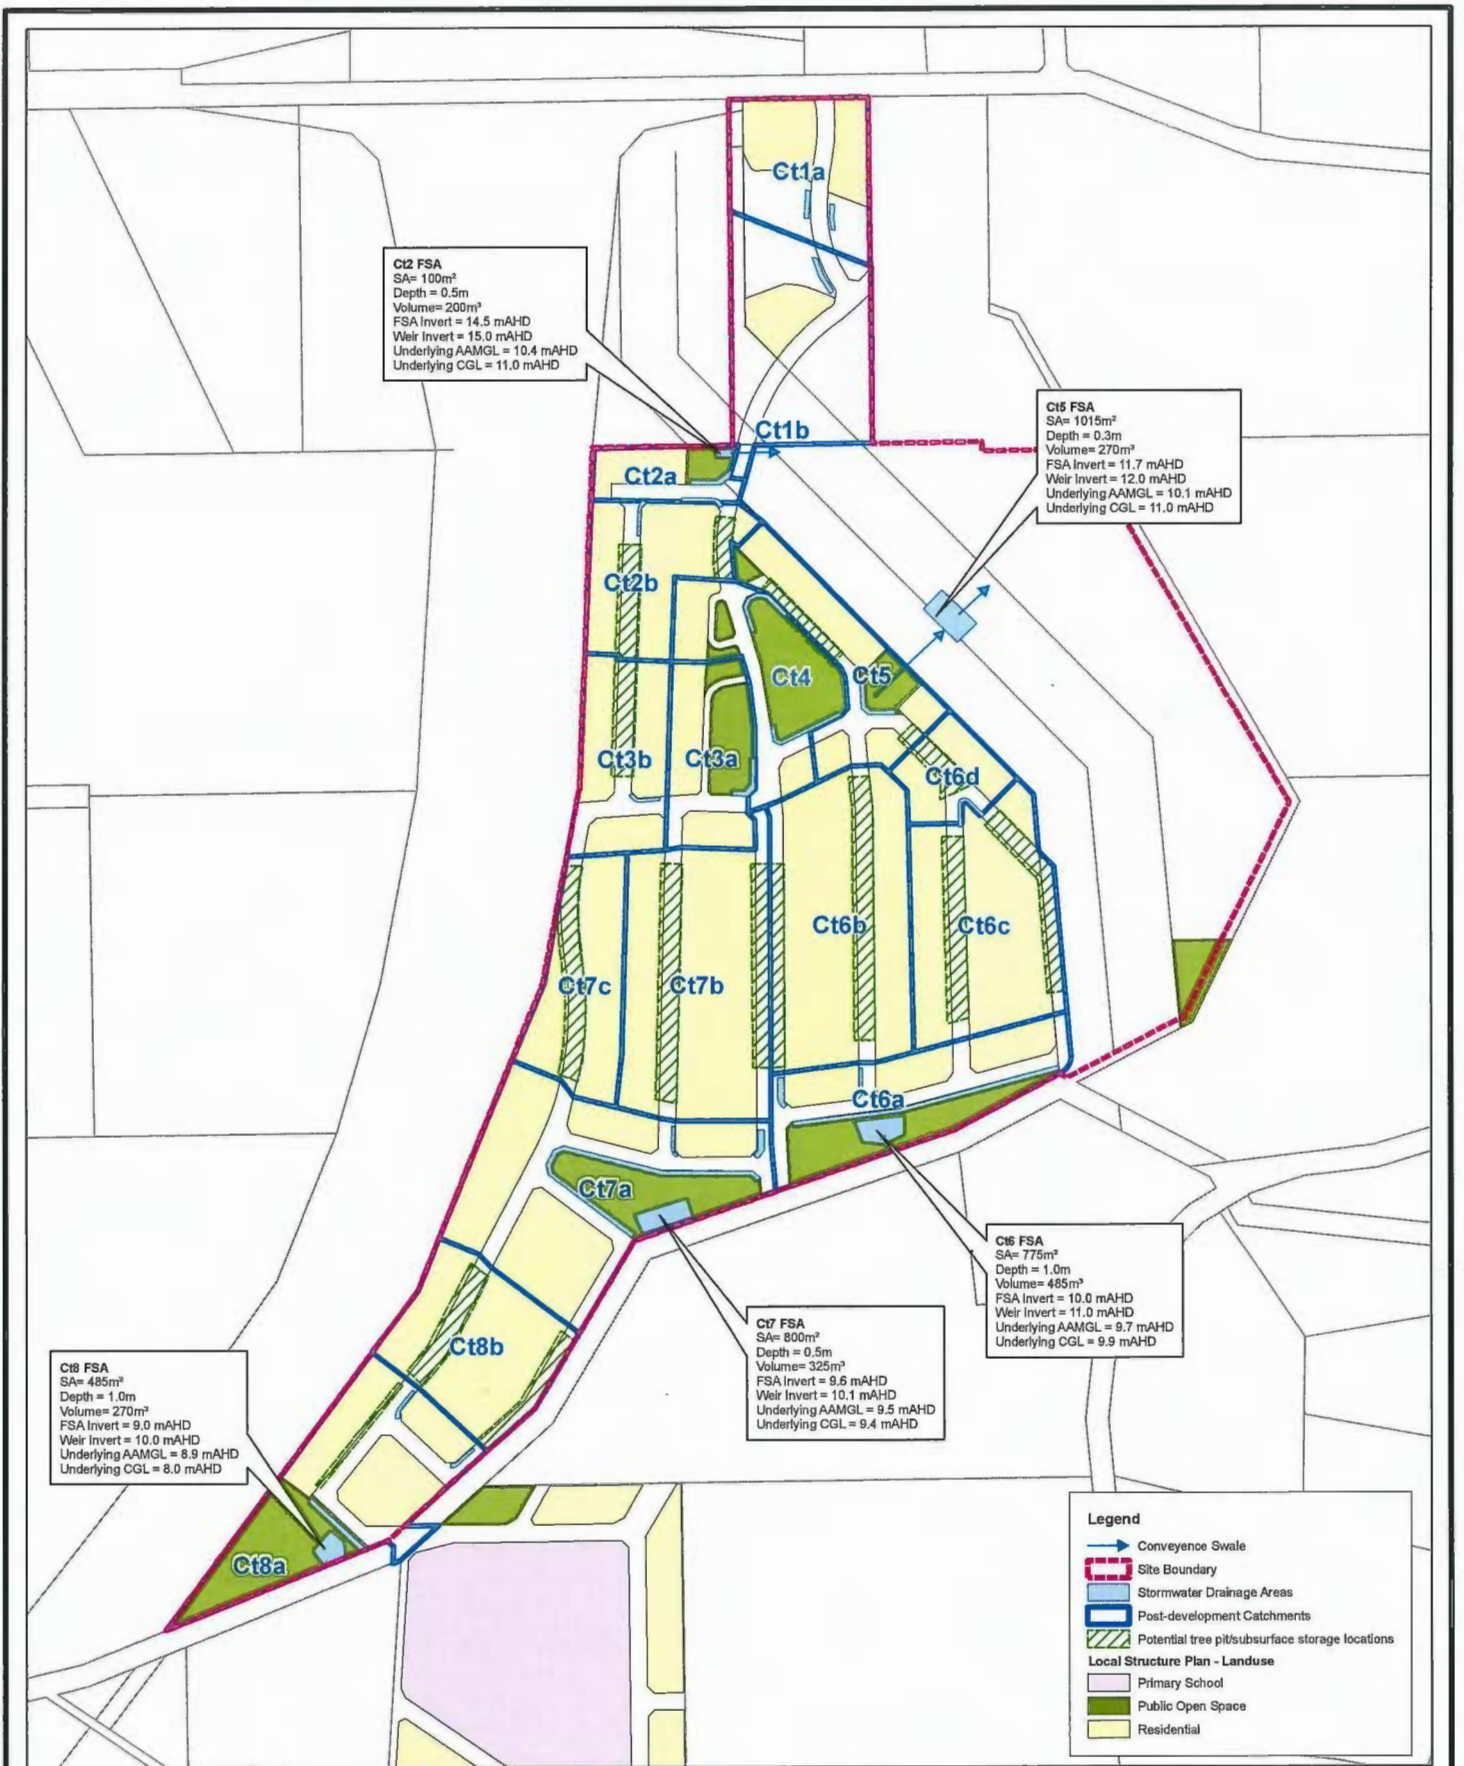 Ct1a
Ct2 FSA
SA= 100m²
Depth = 0.5m
Volume= 200m³
FSA Invert = 14.5 mAHD
Weir Invert = 15.0 mAHD
Underlying AAMGL = 10.4 mAHD
Underlying CGL = 11.0 mAHD
Ct5 FSA
SA= 1015m²
Depth = 0.3m
Volume= 270m³
FSA Invert = 11.7 mAHD
Weir Invert = 12.0 mAHD
Underlying AAMGL = 10.1 mAHD
Underlying CGL = 11.0 mAHD
Ct1b
Ct2a
Ct2b
Ct4
Ct5
Ct3b
Ct3a
Ct6d
Ct6b
Ct6c
Ct7c
Ct7b
Ct6a
Ct7a
Ct6 FSA
SA= 775m²
Depth = 1.0m
Volume= 485m³
FSA Invert = 10.0 mAHD
Weir Invert = 11.0 mAHD
Underlying AAMGL = 9.7 mAHD
Underlying CGL = 9.9 mAHD
Ct7 FSA
SA= 800m²
Depth = 0.5m
Volume= 325m³
FSA Invert = 9.6 mAHD
Weir Invert = 10.1 mAHD
Underlying AAMGL = 9.5 mAHD
Underlying CGL = 9.4 mAHD
Ct8b
Ct8 FSA
SA= 485m²
Depth = 1.0m
Volume= 270m³
FSA Invert = 9.0 mAHD
Weir Invert = 10.0 mAHD
Underlying AAMGL = 8.9 mAHD
Underlying CGL = 8.0 mAHD
Ct8a
Legend
Conveyence Swale
Site Boundary
Stormwater Drainage Areas
Post-development Catchments
Potential tree pit/subsurface storage locations
Local Structure Plan - Landuse
Primary School
Public Open Space
Residential